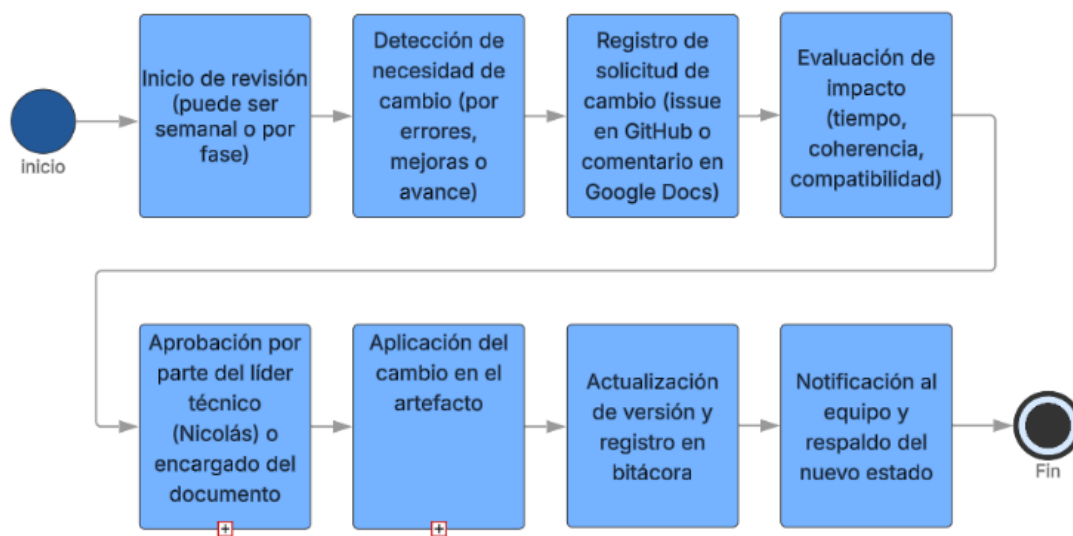 inicio
Inicio de revisión
(puede ser
semanal o por
fase)
Detección de
necesidad de
cambio (por
errores,
mejoras o
avance)
Registro de
solicitud de
cambio (issue
en GitHub o
comentario en
Google Docs)
Evaluación de
impacto
(tiempo,
coherencia,
compatibilidad)
Aprobación por
parte del líder
técnico
(Nicolás) o
encargado del
documento
Aplicación del
cambio en el
artefacto
Actualización
de versión y
registro en
bitácora
Notificación al
equipo y
respaldo del
nuevo estado
Fin